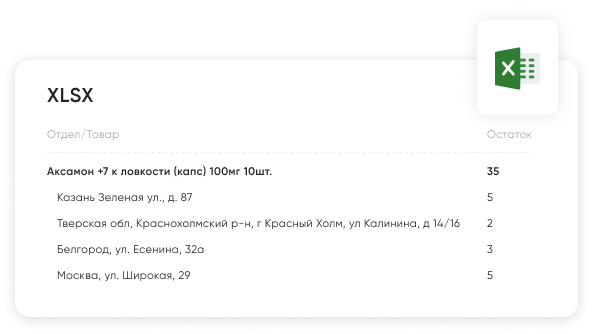 XLSX
Отдел/Товар Остаток
Аксамон +7 к ловкости (капс) 100мг 10шт. 35
Казань Зеленая ул., д. 87 5
Тверская обл, Краснохолмский р-н, г Красный Холм, ул Калинина, д 14/16 2
Белгород, ул. Есенина, 32а 3
Москва, ул. Широкая, 29 5